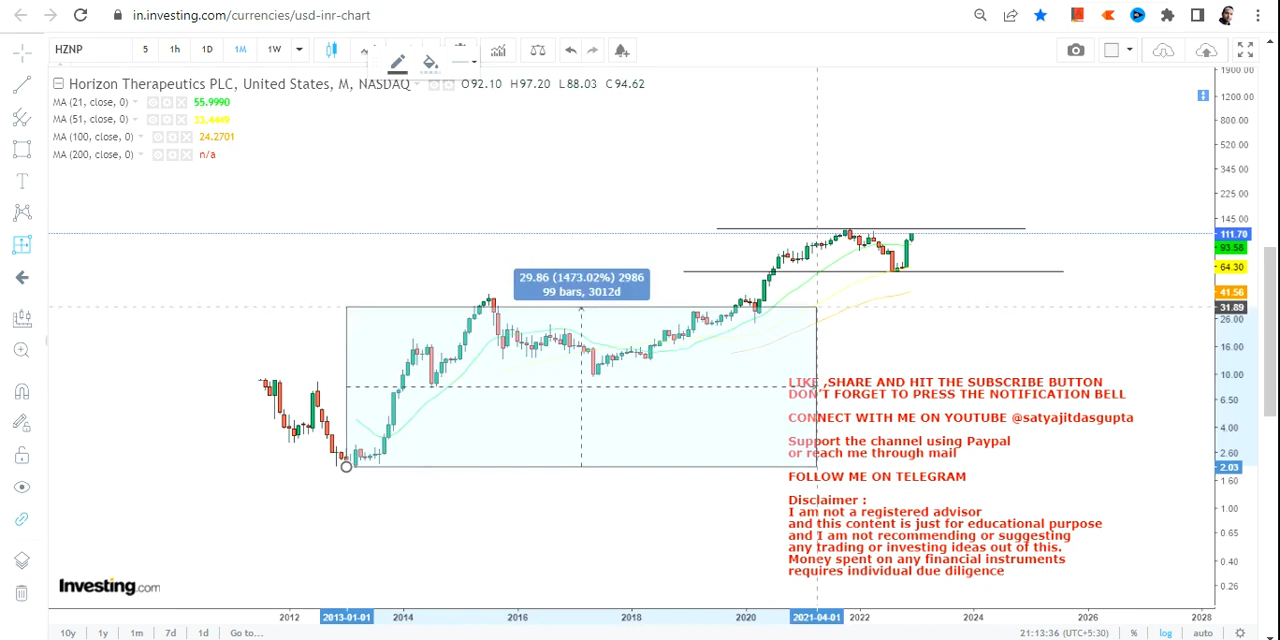 in.investing.com/currencies/usd-inr-chart
HZNP 5 1h 1D 1M 1W
Horizon Therapeutics PLC, United States, M, NASDAQ O92.10 H97.20 L88.03 C94.62
MA (21, close, 0) 55.9990
MA (51, close, 0) 33.4449
MA (100, close, 0) 24.2701
MA (200, close, 0) n/a
1900.00
1200.00
800.00
520.00
345.00
225.00
145.00
111.70
93.58
64.30
41.56
31.89
26.00
16.00
10.00
6.50
4.00
2.60
2.03
1.60
1.00
0.65
0.40
0.26
29.86 (1473.02%) 2986
99 bars, 3012d
LIKE ,SHARE AND HIT THE SUBSCRIBE BUTTON
DON'T FORGET TO PRESS THE NOTIFICATION BELL
CONNECT WITH ME ON YOUTUBE @satyajitdasgupta
Support the channel using Paypal
or reach me through mail
FOLLOW ME ON TELEGRAM
Disclaimer :
I am not a registered advisor
and this content is just for educational purpose
and I am not recommending or suggesting
any trading or investing ideas out of this.
Money spent on any financial instruments
requires individual due diligence
Investing.com
2012 2013-01-01 2014 2016 2018 2020 2021-04-01 2022 2024 2026 2028
10y 1y 1m 7d 1d Go to... 21:13:36 (UTC+5:30) % log auto